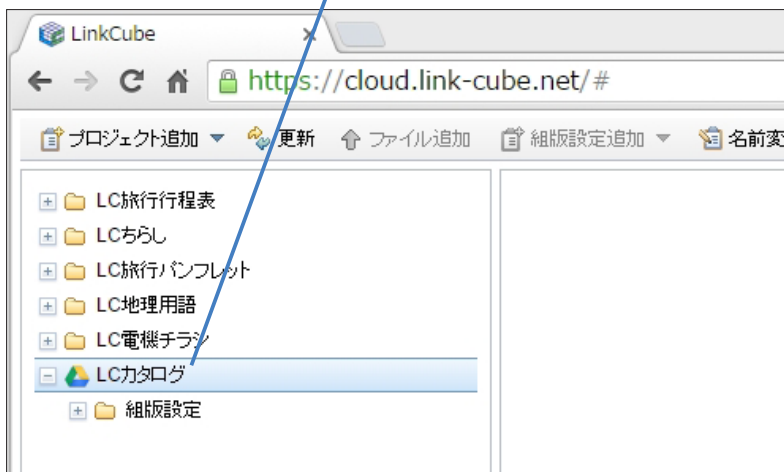 LinkCube
https://cloud.link-cube.net/#
プロジェクト追加 更新 ファイル追加 組版設定追加 名前変
LC旅行行程表
LCちらし
LC旅行パンフレット
LC地理用語
LC電機チラシ
LCカタログ
組版設定